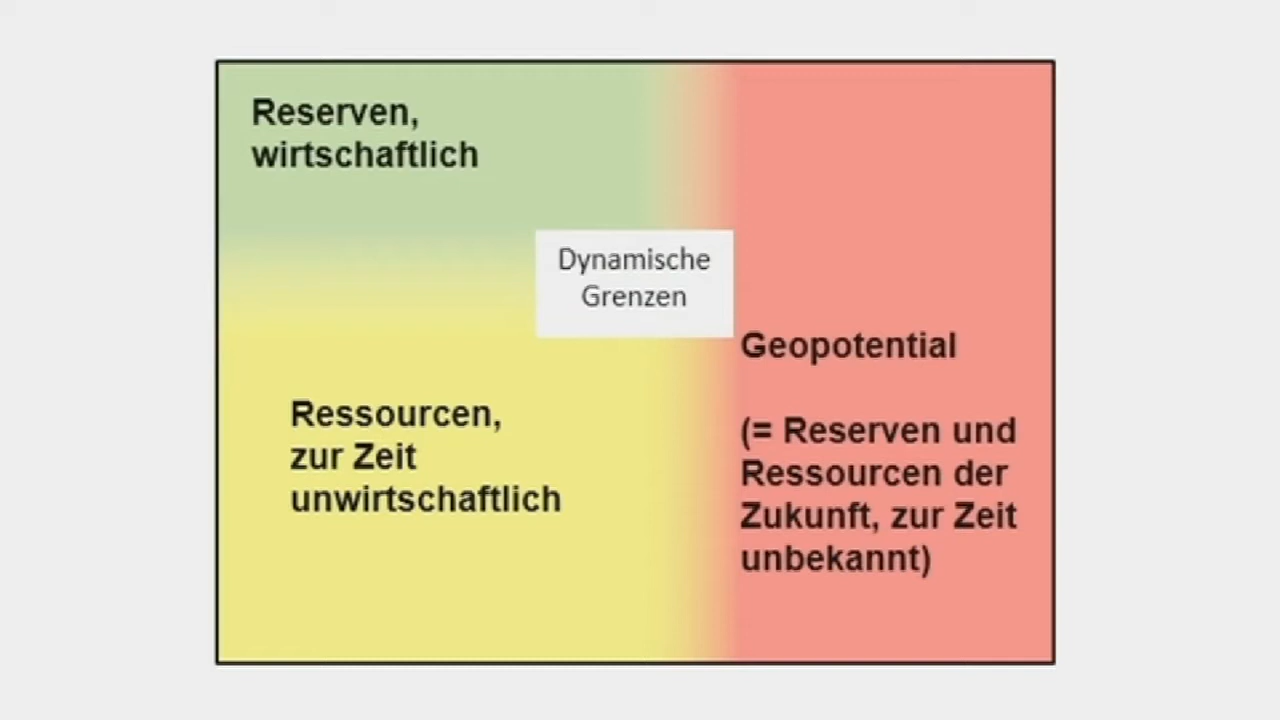 Reserven,
wirtschaftlich
Dynamische
Grenzen
Ressourcen,
zur Zeit
unwirtschaftlich
Geopotential
(= Reserven und
Ressourcen der
Zukunft, zur Zeit
unbekannt)